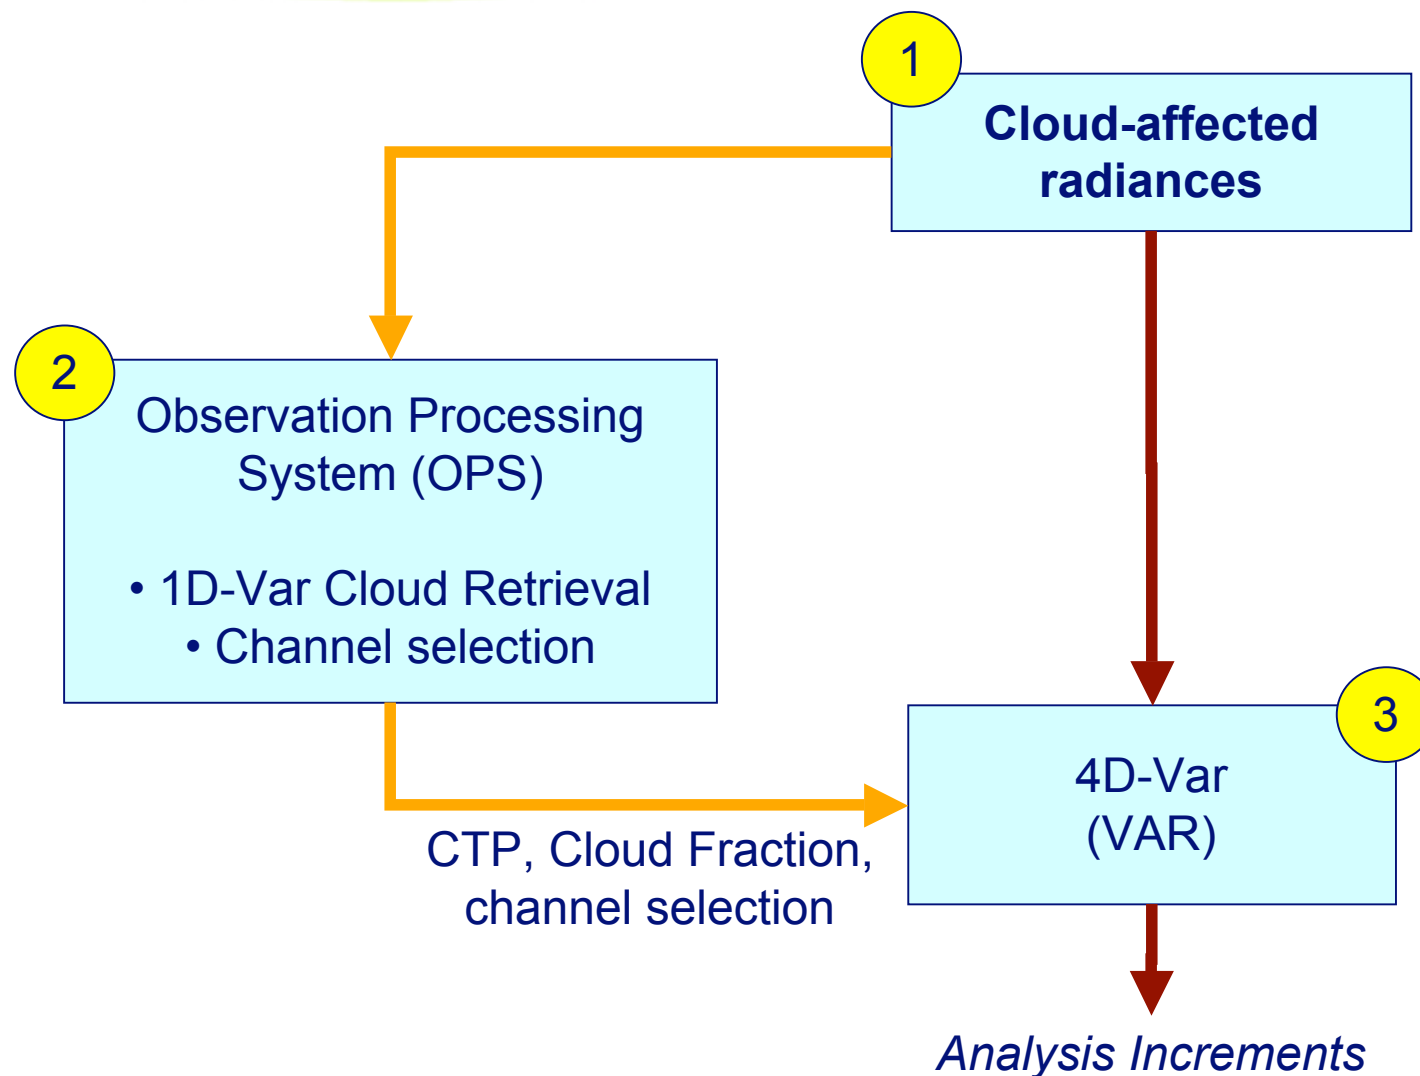 1
Cloud-affected
radiances
2
Observation Processing
System (OPS)
• 1D-Var Cloud Retrieval
• Channel selection
CTP, Cloud Fraction,
channel selection
3
4D-Var
(VAR)
Analysis Increments